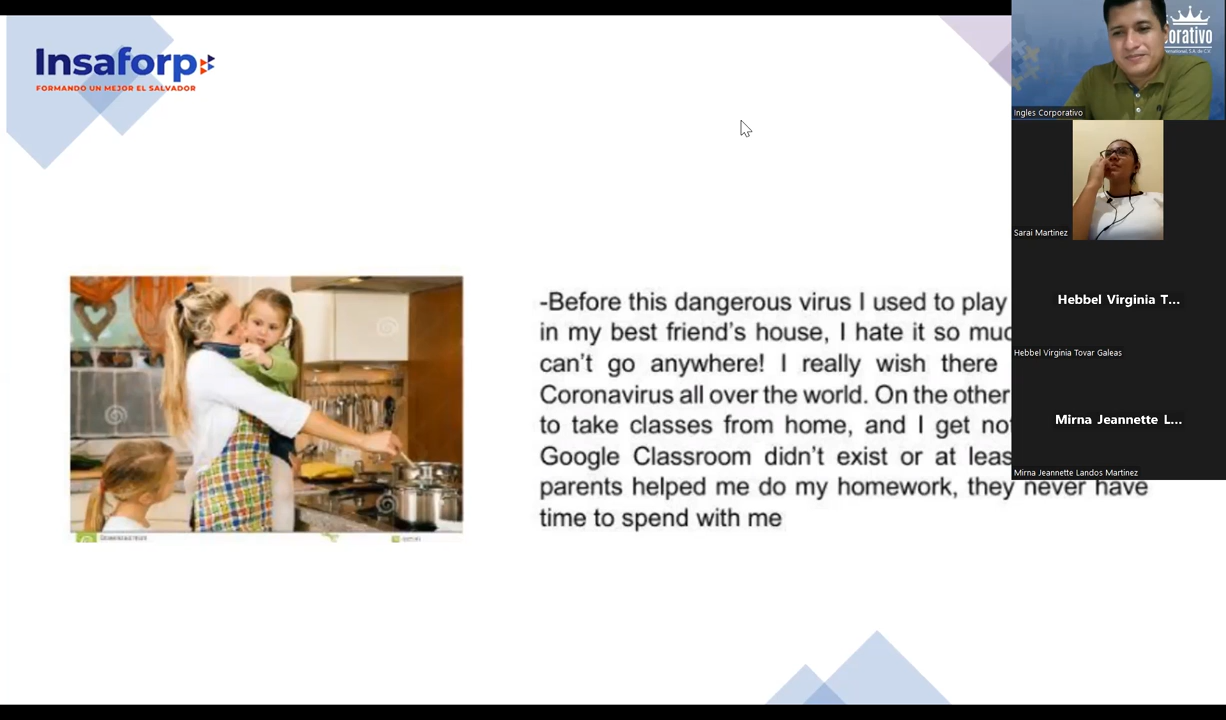 Insaforp
FORMANDO UN MEJOR EL SALVADOR
-Before this dangerous virus I used to play
in my best friend's house, I hate it so
can't go anywhere! I really wish there
Coronavirus all over the world. On the other
to take classes from home, and I get
Google Classroom didn't exist or at
parents helped me do my homework, they never have
time to spend with me
orativo
Ingles Corporativo
Sarai Martinez
Hebbel Virginia T...
Hebbel Virginia Tovar Galeas
Mirna Jeannette L...
Mirna Jeannette Landos Martinez